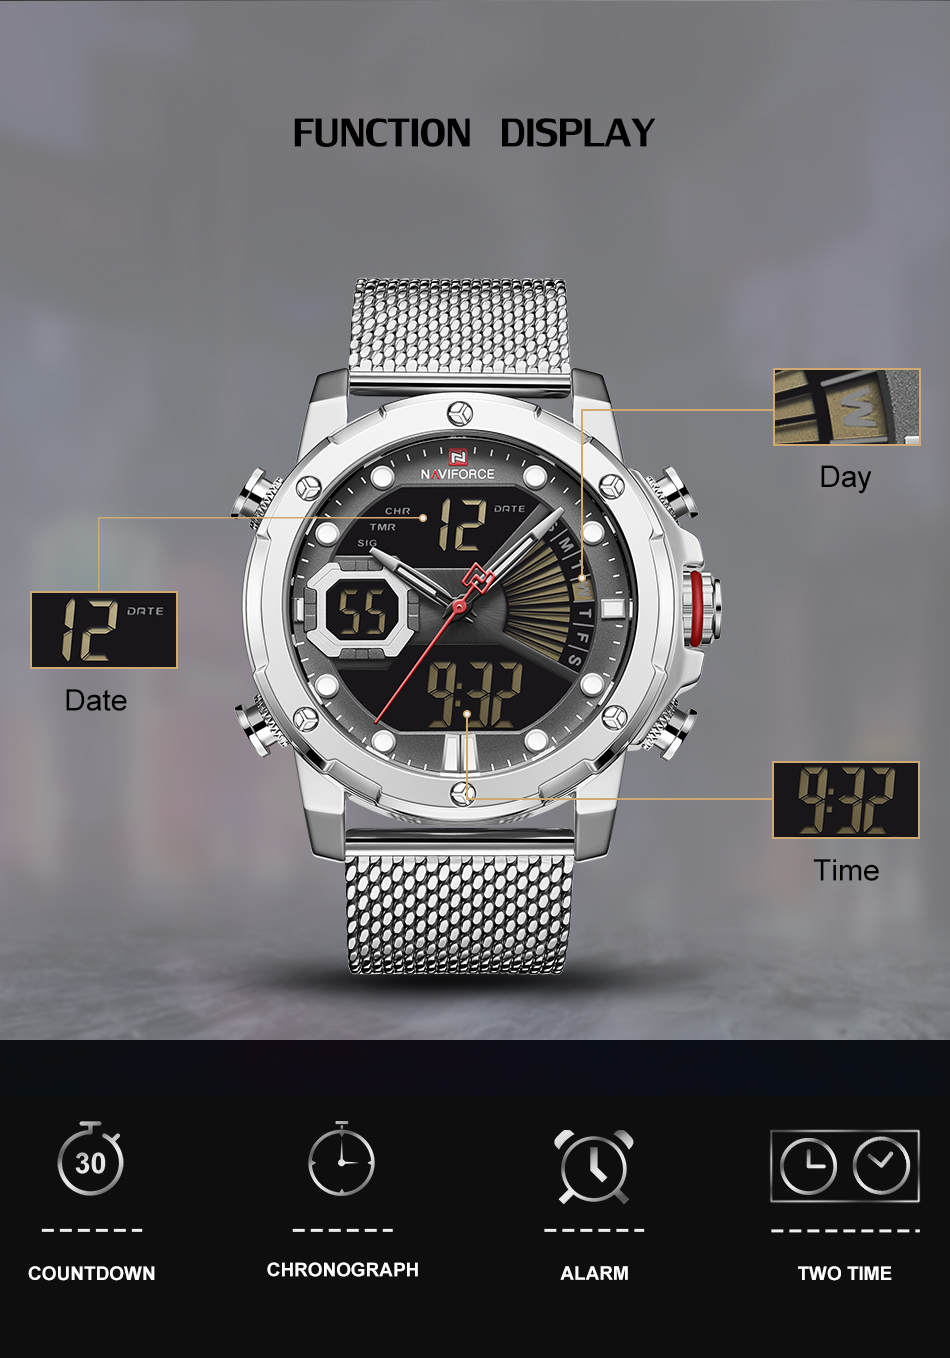 FUNCTION DISPLAY
NAVIFORCE
CHR
12
DATE
TMR
SIG
S
M
T
W
T
F
S
55
9:32
W
Day
12 DATE
Date
9:32
Time
30
COUNTDOWN
CHRONOGRAPH
ALARM
TWO TIME